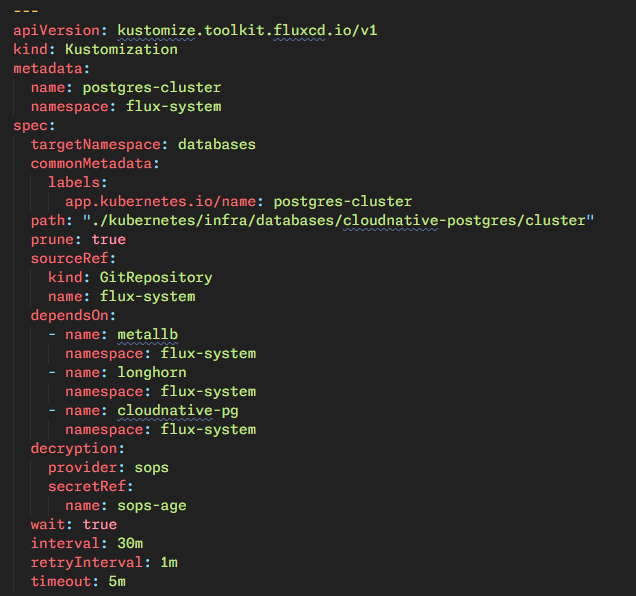 ---
apiVersion: kustomize.toolkit.fluxcd.io/v1
kind: Kustomization
metadata:
  name: postgres-cluster
  namespace: flux-system
spec:
  targetNamespace: databases
  commonMetadata:
    labels:
      app.kubernetes.io/name: postgres-cluster
  path: "./kubernetes/infra/databases/cloudnative-postgres/cluster"
  prune: true
  sourceRef:
    kind: GitRepository
    name: flux-system
  dependsOn:
    - name: metallb
      namespace: flux-system
    - name: longhorn
      namespace: flux-system
    - name: cloudnative-pg
      namespace: flux-system
  decryption:
    provider: sops
    secretRef:
      name: sops-age
  wait: true
  interval: 30m
  retryInterval: 1m
  timeout: 5m